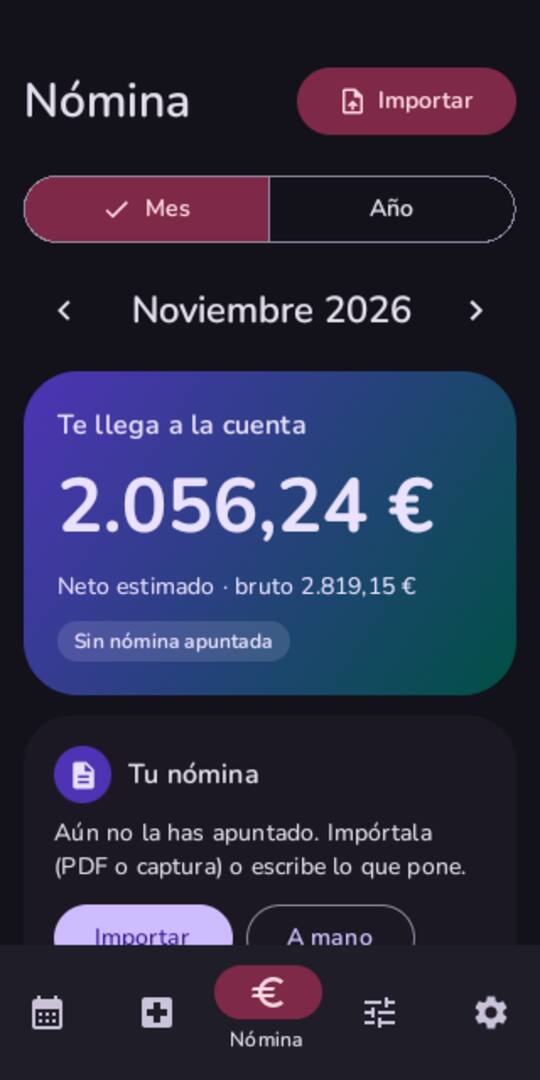 Nómina
Importar
Mes
Año
Noviembre 2026
Te llega a la cuenta
2.056,24 €
Neto estimado · bruto 2.819,15 €
Sin nómina apuntada
Tu nómina
Aún no la has apuntado. Impórtala
(PDF o captura) o escribe lo que pone.
Importar
A mano
€
Nómina